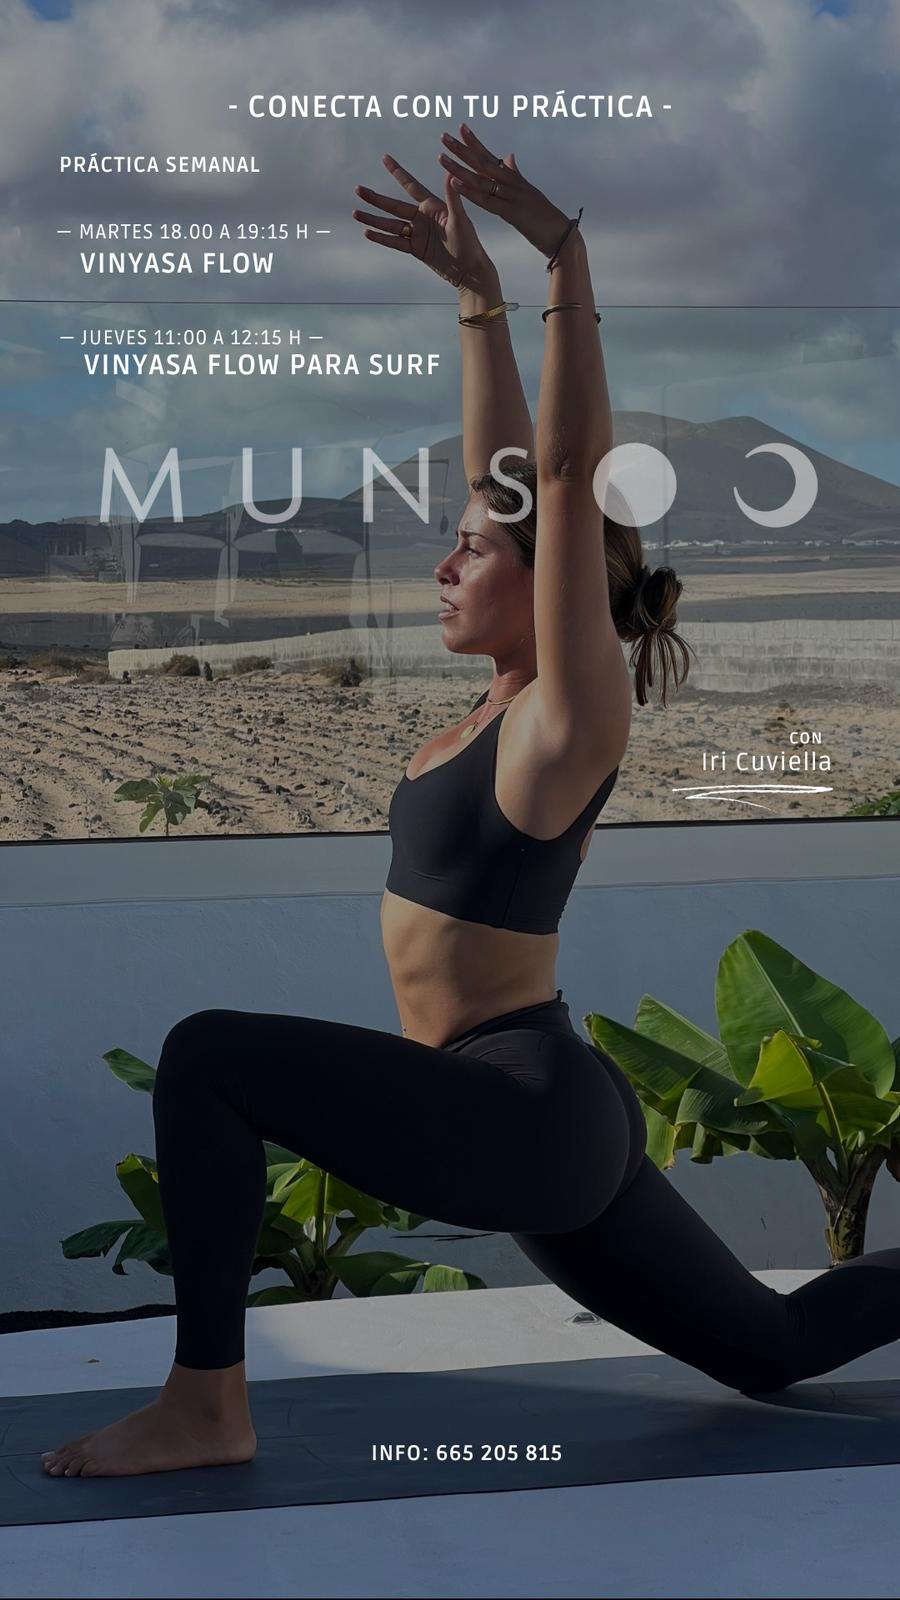 - CONECTA CON TU PRÁCTICA -
PRÁCTICA SEMANAL
— MARTES 18.00 A 19:15 H —
VINYASA FLOW
— JUEVES 11:00 A 12:15 H —
VINYASA FLOW PARA SURF
MUNS
CON
Iri Cuviella
INFO: 665 205 815